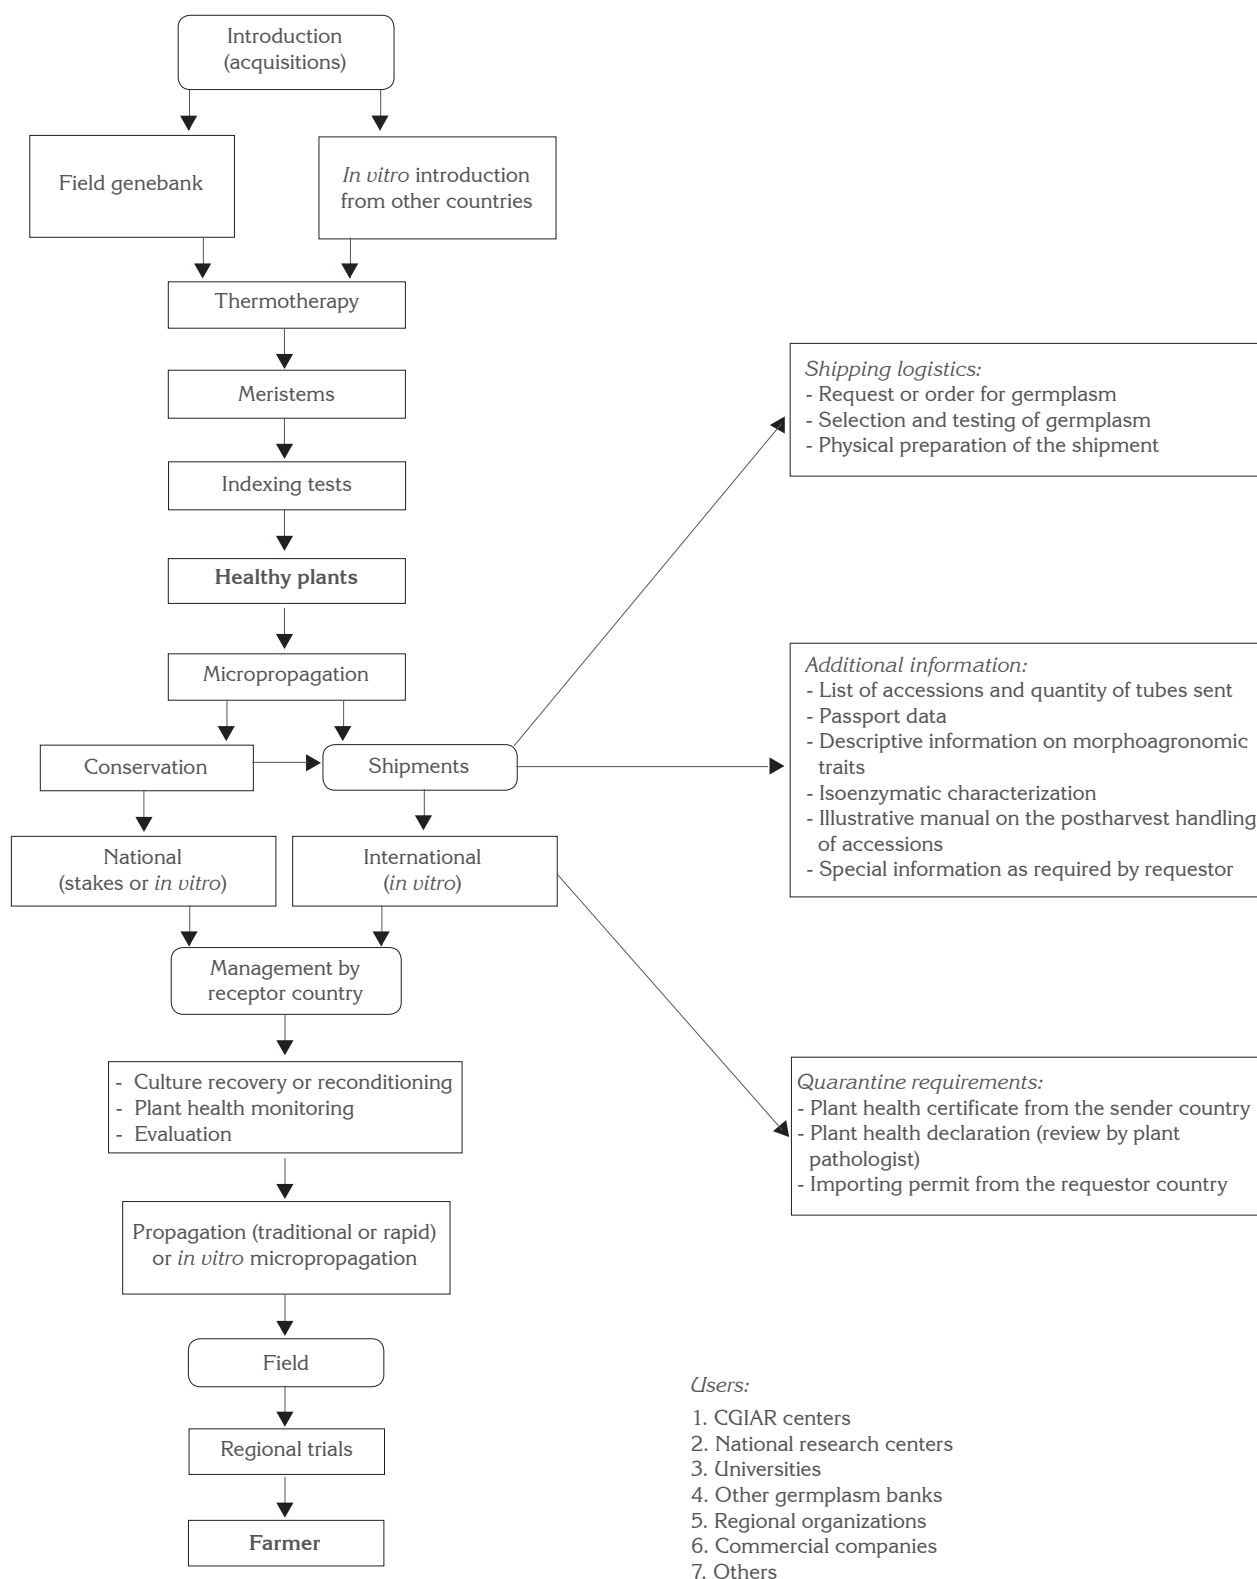 Introduction
(acquisitions)
Field genebank
In vitro introduction
from other countries
Thermotherapy
Meristems
Indexing tests
Healthy plants
Micropropagation
Conservation
Shipments
National
(stakes or in vitro)
International
(in vitro)
Management by
receptor country
- Culture recovery or reconditioning
- Plant health monitoring
- Evaluation
Propagation (traditional or rapid)
or in vitro micropropagation
Field
Regional trials
Farmer
Shipping logistics:
- Request or order for germplasm
- Selection and testing of germplasm
- Physical preparation of the shipment
Additional information:
- List of accessions and quantity of tubes sent
- Passport data
- Descriptive information on morphoagronomic
traits
- Isoenzymatic characterization
- Illustrative manual on the postharvest handling
of accessions
- Special information as required by requestor
Quarantine requirements:
- Plant health certificate from the sender country
- Plant health declaration (review by plant
pathologist)
- Importing permit from the requestor country
Users:
1. CGIAR centers
2. National research centers
3. Universities
4. Other germplasm banks
5. Regional organizations
6. Commercial companies
7. Others